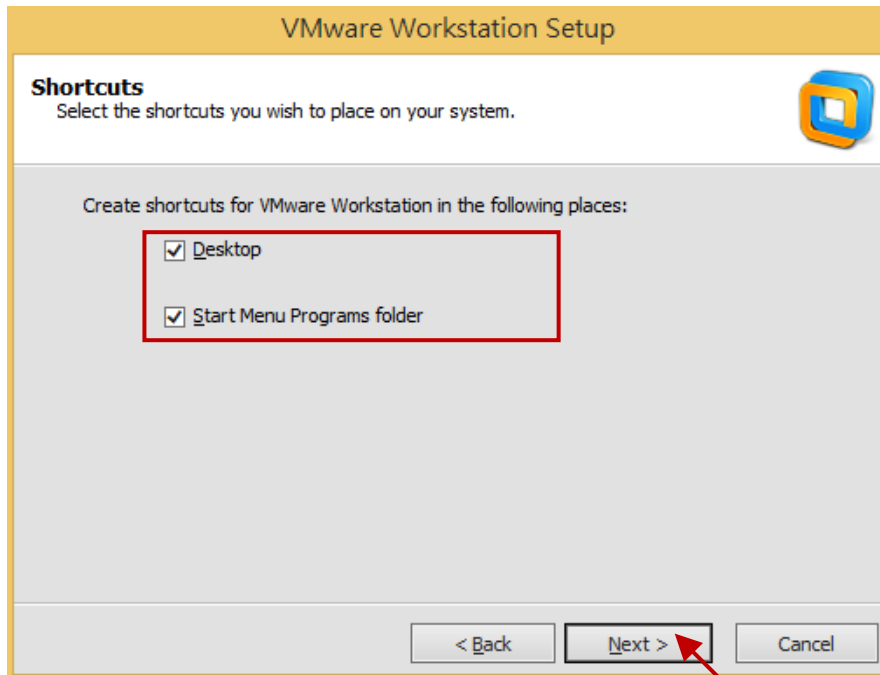 VMware Workstation Setup
Shortcuts
Select the shortcuts you wish to place on your system.
Create shortcuts for VMware Workstation in the following places:
Desktop
Start Menu Programs folder
< Back Next > Cancel